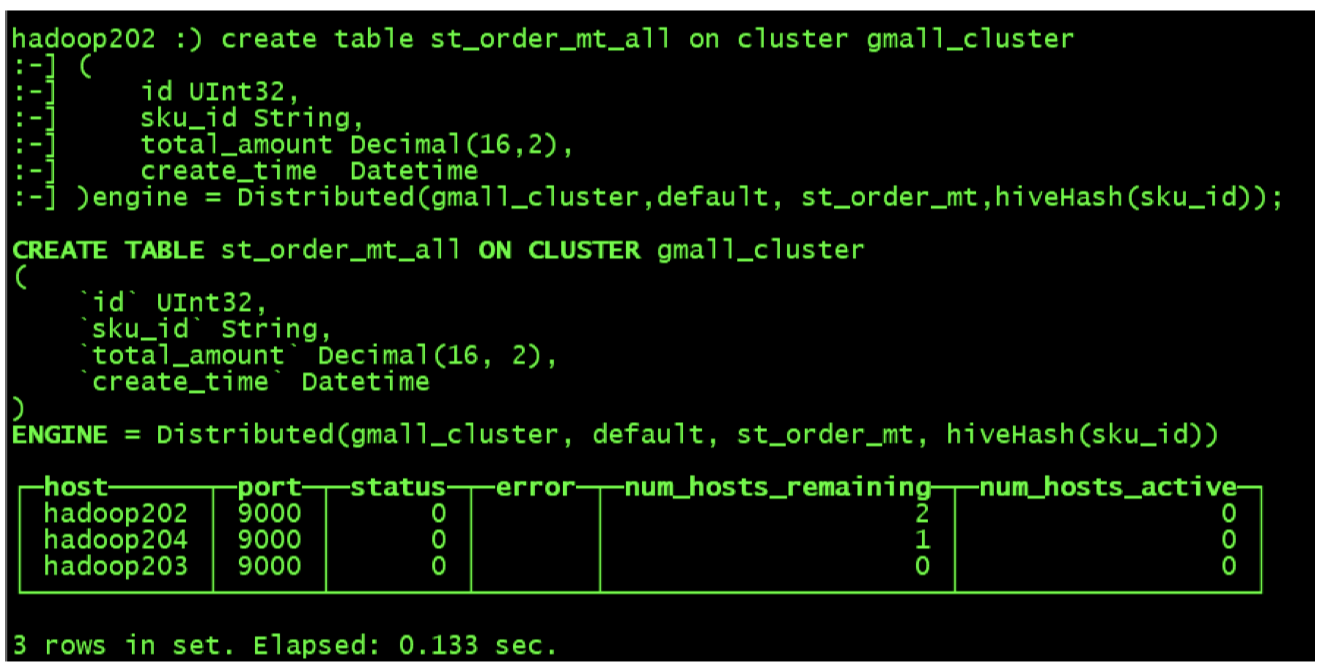 hadoop202 :) create table st_order_mt_all on cluster gmall_cluster
:-] (
:-]     id UInt32,
:-]     sku_id String,
:-]     total_amount Decimal(16,2),
:-]     create_time  Datetime
:-] )engine = Distributed(gmall_cluster,default, st_order_mt,hiveHash(sku_id));
CREATE TABLE st_order_mt_all ON CLUSTER gmall_cluster
(
    `id` UInt32,
    `sku_id` String,
    `total_amount` Decimal(16, 2),
    `create_time` Datetime
)
ENGINE = Distributed(gmall_cluster, default, st_order_mt, hiveHash(sku_id))
host port status error num_hosts_remaining num_hosts_active
hadoop202 9000 0 2 0
hadoop204 9000 0 1 0
hadoop203 9000 0 0 0
3 rows in set. Elapsed: 0.133 sec.